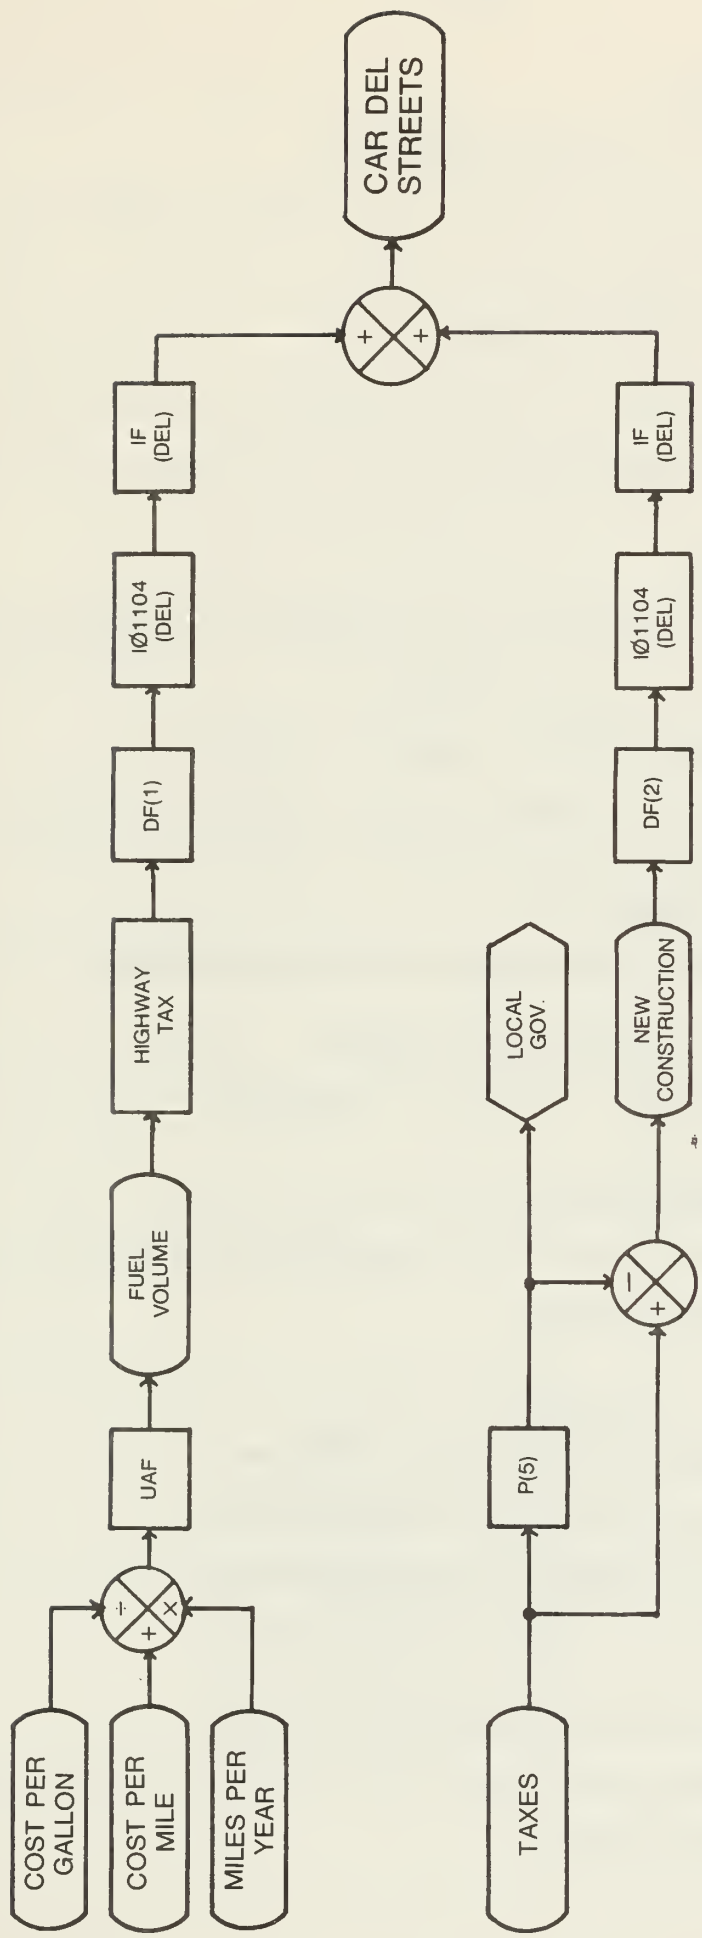 COST PER
GALLON
COST PER
MILE
MILES PER
YEAR
÷
+
×
UAF
FUEL
VOLUME
HIGHWAY
TAX
DF(1)
IØ1104
(DEL)
IF
(DEL)
+
+
CAR DEL
STREETS
TAXES
P(5)
−
+
LOCAL
GOV.
NEW
CONSTRUCTION
DF(2)
IØ1104
(DEL)
IF
(DEL)